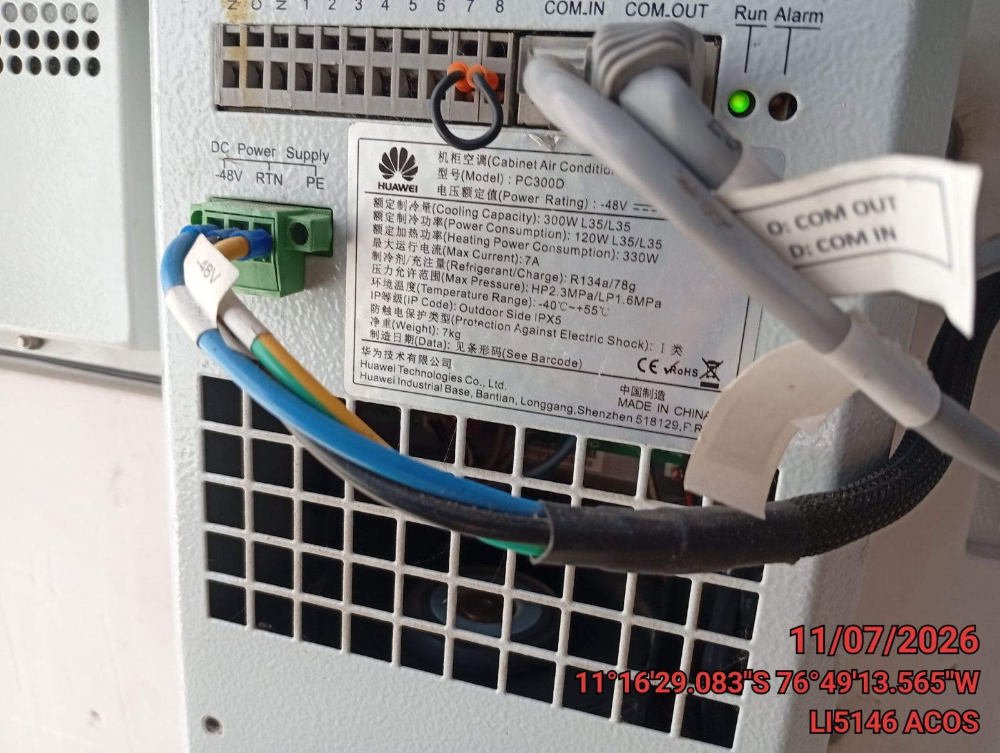 N C N 1 2 3 4 5 6 7 8 COM_IN COM_OUT Run Alarm
DC Power Supply
-48V RTN PE
-48V
HUAWEI
机柜空调(Cabinet Air Conditio
型号(Model) : PC300D
电压额定值(Power Rating) : -48V
额定制冷量(Cooling Capacity): 300W L35/L35
额定制冷功率(Power Consumption): 120W L35/L35
额定加热功率(Heating Power Consumption): 330W
最大运行电流(Max Current): 7A
制冷剂/充注量(Refrigerant/Charge): R134a/78g
压力允许范围(Max Pressure): HP2.3MPa/LP1.6MPa
环境温度(Temperature Range): -40℃~+55℃
IP等级(IP Code): Outdoor Side IPX5
防触电保护类型(Protection Against Electric Shock): I 类
净重(Weight): 7kg
制造日期(Data): 见条形码(See Barcode)
CE RoHS
华为技术有限公司
Huawei Technologies Co., Ltd.
Huawei Industrial Base, Bantian, Longgang,Shenzhen 518129,P.R
中国制造
MADE IN CHINA
O: COM OUT
D: COM IN
11/07/2026
11°16'29.083"S 76°49'13.565"W
LI5146 ACOS